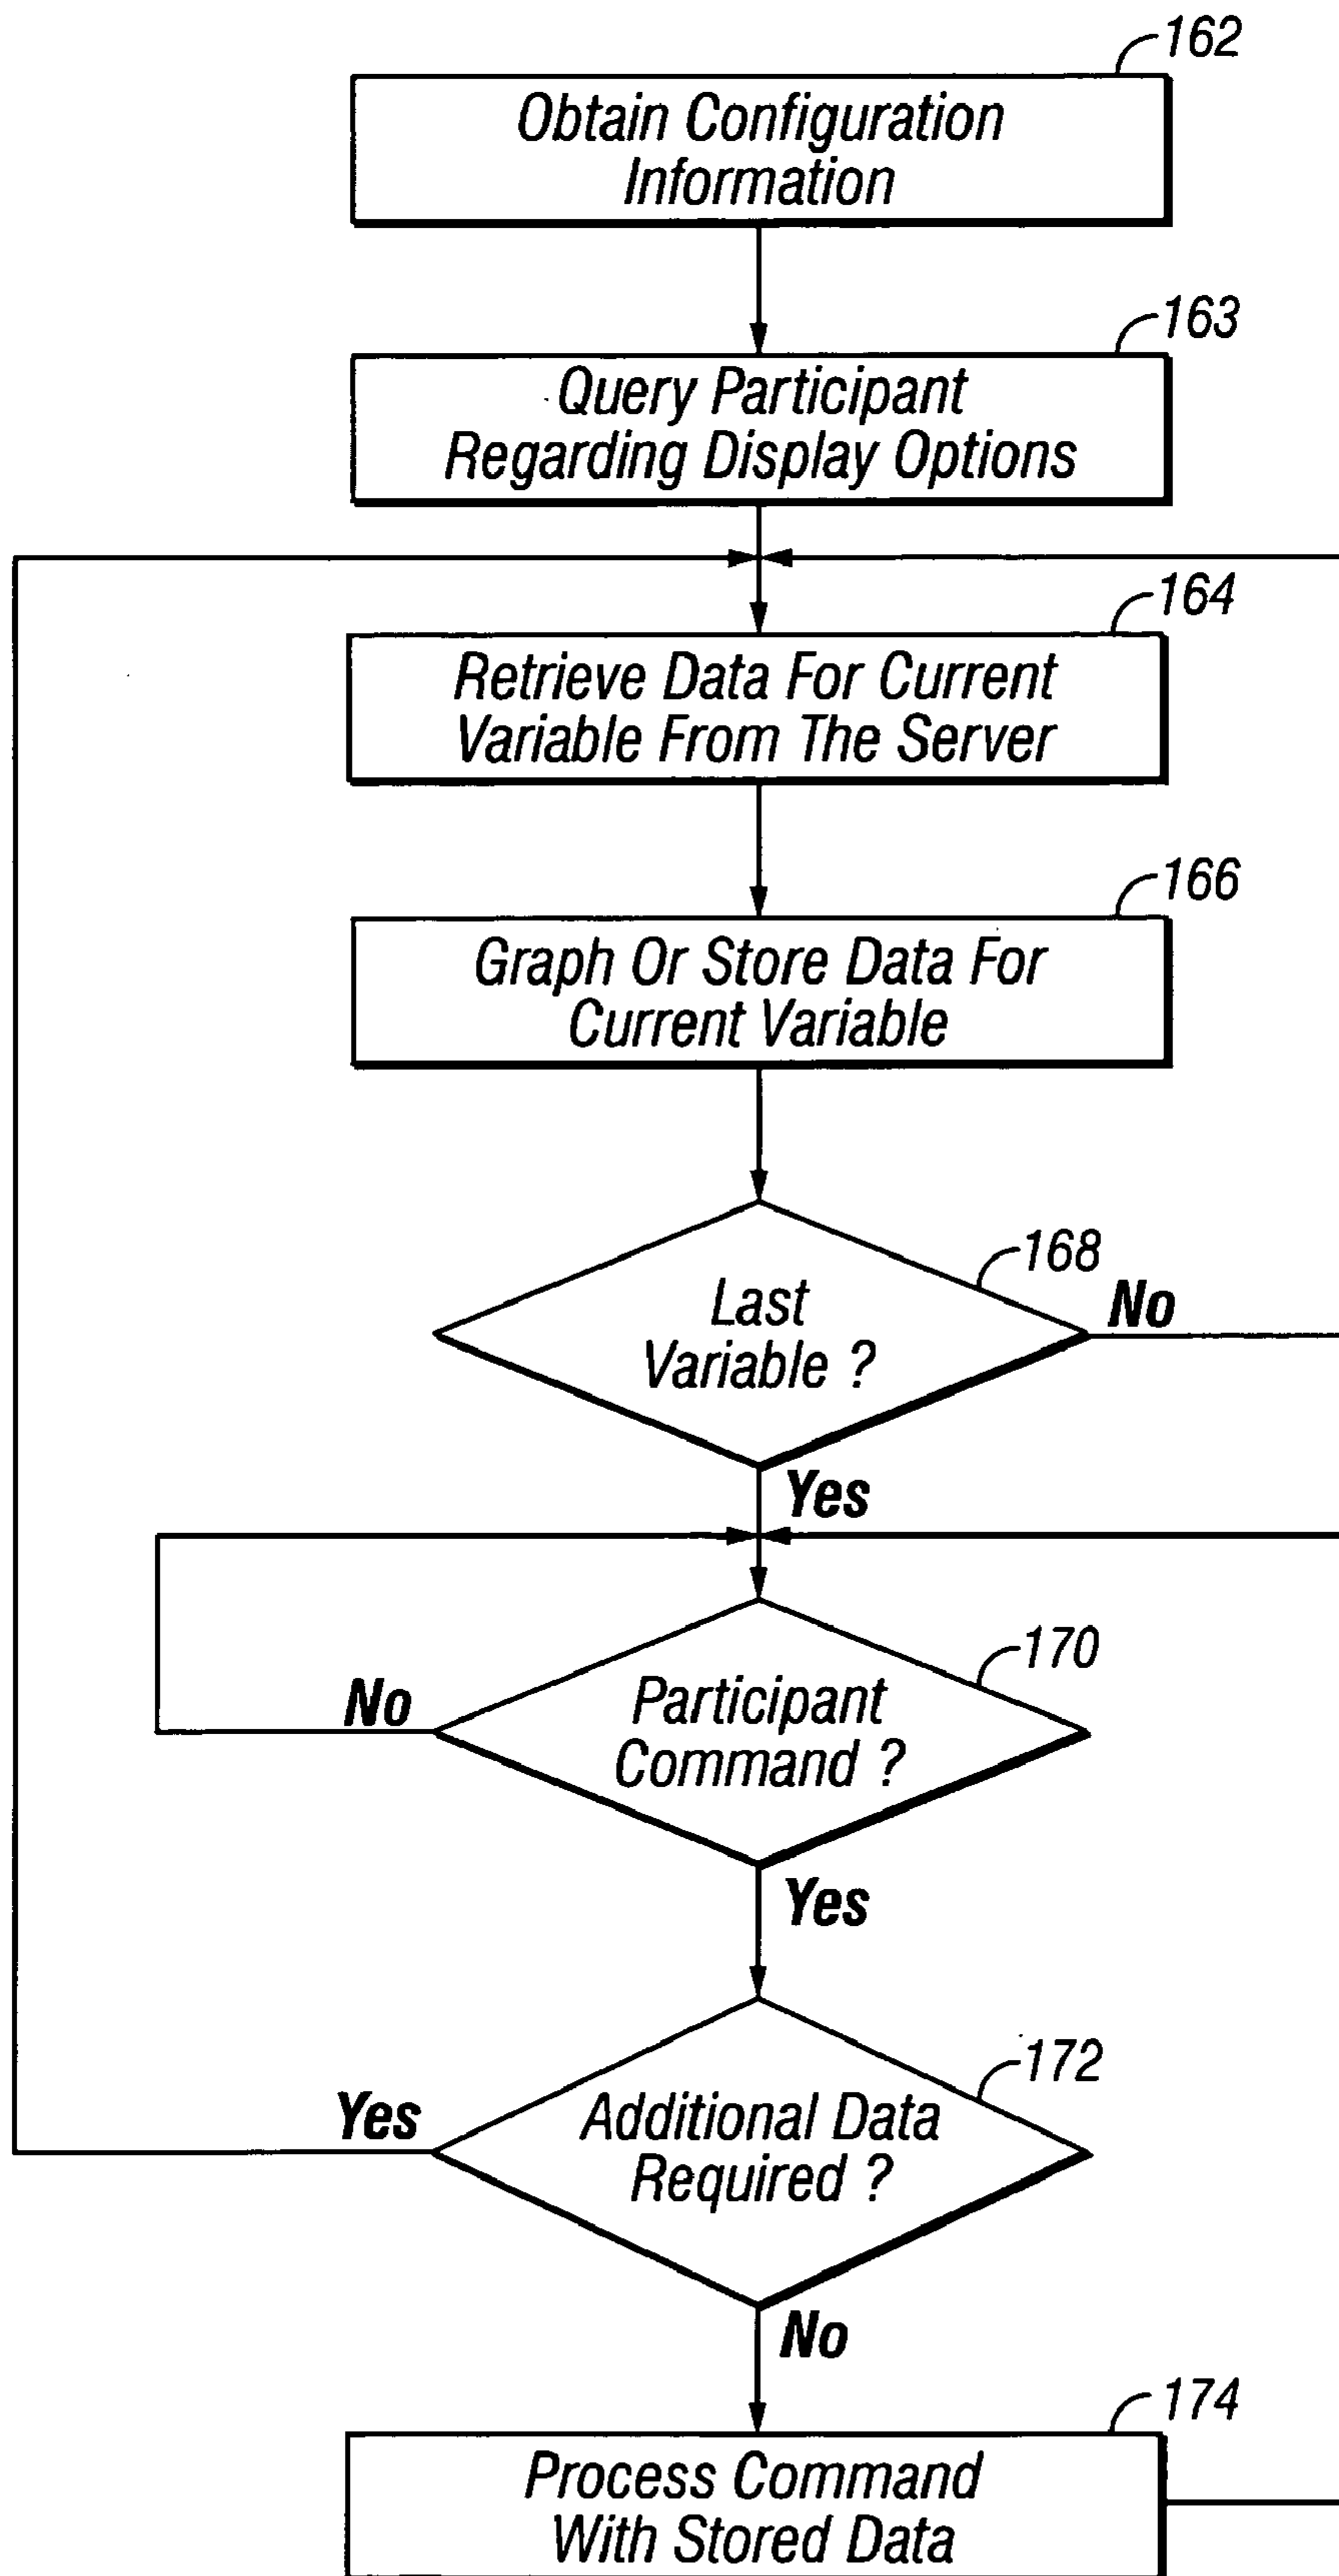 162
Obtain Configuration
Information
163
Query Participant
Regarding Display Options
164
Retrieve Data For Current
Variable From The Server
166
Graph Or Store Data For
Current Variable
168
Last
Variable ?
No
Yes
170
Participant
Command ?
No
Yes
172
Additional Data
Required ?
Yes
No
174
Process Command
With Stored Data